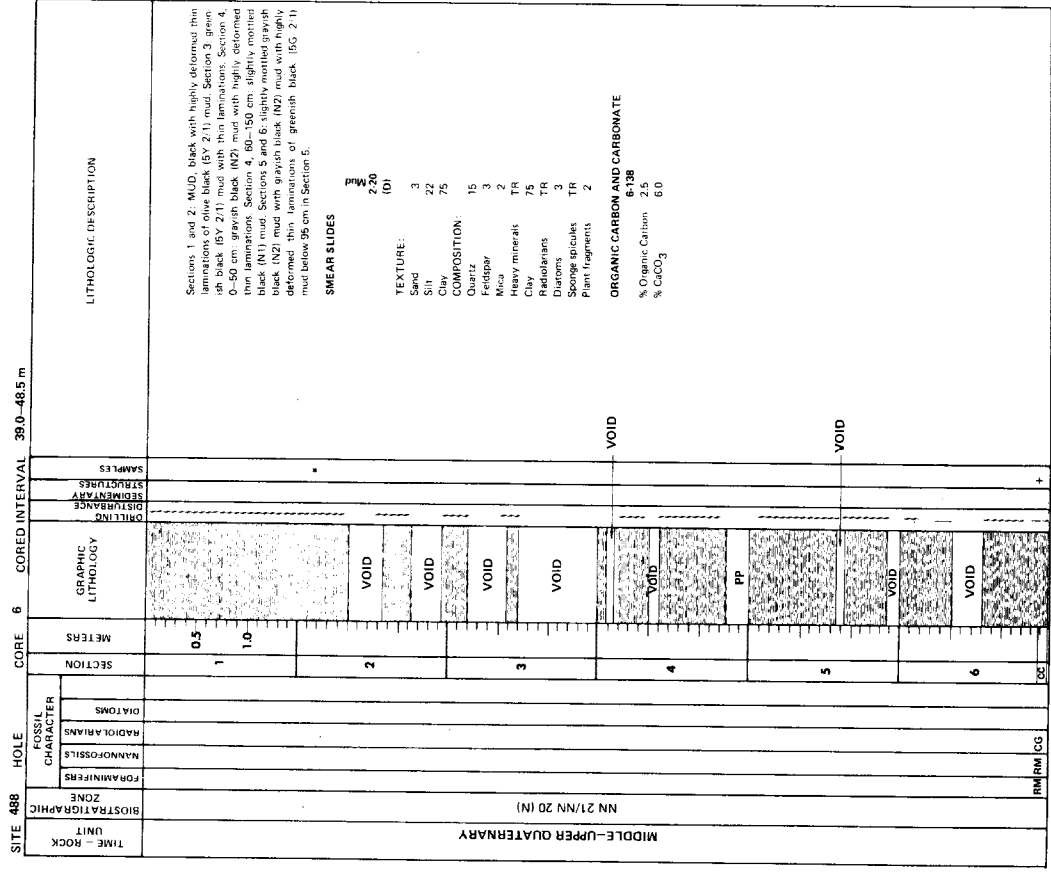 SITE 488 HOLE CORE 6 CORED INTERVAL 39.0–48.5 m
TIME – ROCK
UNIT
BIOSTRATIGRAPHIC
ZONE
FOSSIL
CHARACTER
FORAMINIFERS
NANNOFOSSILS
RADIOLARIANS
DIATOMS
SECTION
METERS
GRAPHIC
LITHOLOGY
DRILLING
DISTURBANCE
SEDIMENTARY
STRUCTURES
SAMPLES
LITHOLOGIC DESCRIPTION
MIDDLE–UPPER QUATERNARY
NN 21/NN 20 (N)
RM RM CG
1
0.5
1.0
2
VOID
VOID
*
3
VOID
VOID
4
VOID
VOID
PP
5
VOID
VOID
6
VOID
CC
+
Sections 1 and 2: MUD, black with highly deformed thin
laminations of olive black (5Y 2/1) mud. Section 3: green-
ish black (5Y 2/1) mud with thin laminations. Section 4,
0–50 cm: grayish black (N2) mud with highly deformed
thin laminations. Section 4, 60–150 cm: slightly mottled
black (N1) mud. Sections 5 and 6: slightly mottled grayish
black (N2) mud with grayish black (N2) mud with highly
deformed thin laminations of greenish black (5G 2/1)
mud below 95 cm in Section 5.
SMEAR SLIDES
Mud
2-20
(D)
TEXTURE:
Sand 3
Silt 22
Clay 75
COMPOSITION:
Quartz 15
Feldspar 3
Mica 2
Heavy minerals TR
Clay 75
Radiolarians TR
Diatoms 3
Sponge spicules TR
Plant fragments 2
ORGANIC CARBON AND CARBONATE
6-138
% Organic Carbon 2.5
% CaCO3 6.0